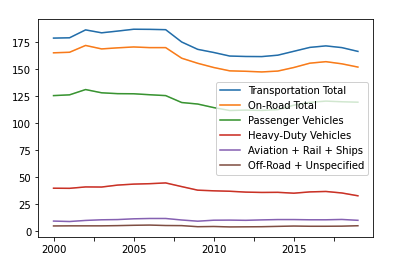 175
150
125
100
75
50
25
0
2000
2005
2010
2015
Transportation Total
On-Road Total
Passenger Vehicles
Heavy-Duty Vehicles
Aviation + Rail + Ships
Off-Road + Unspecified